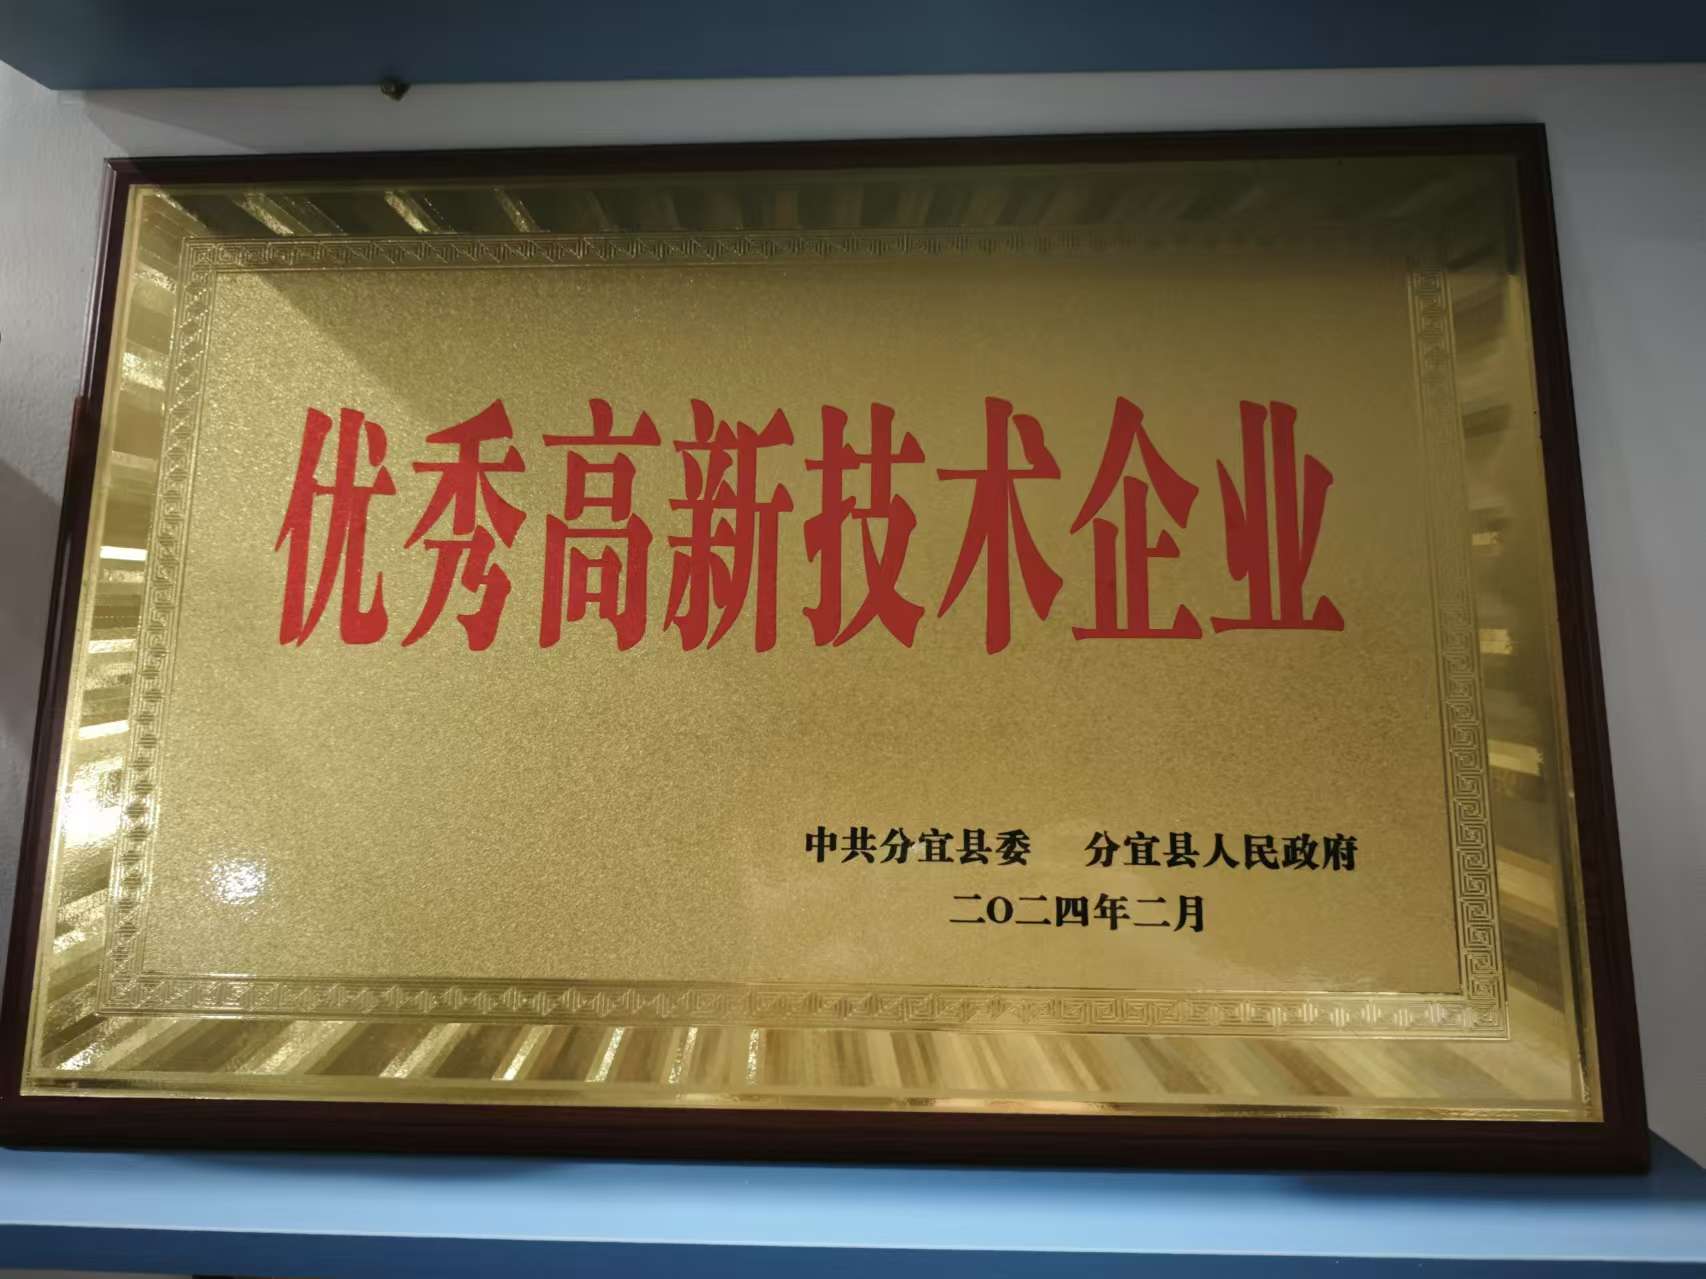 优秀高新技术企业
中共分宜县委 分宜县人民政府
二〇二四年二月